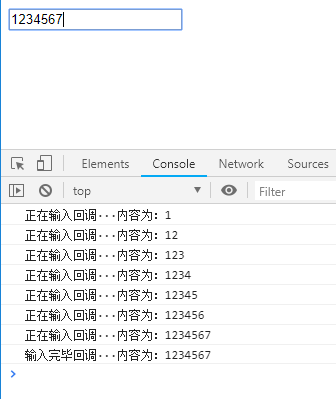 1234567
Elements Console Network Sources
top Filter
正在输入回调···内容为：1
正在输入回调···内容为：12
正在输入回调···内容为：123
正在输入回调···内容为：1234
正在输入回调···内容为：12345
正在输入回调···内容为：123456
正在输入回调···内容为：1234567
输入完毕回调···内容为：1234567